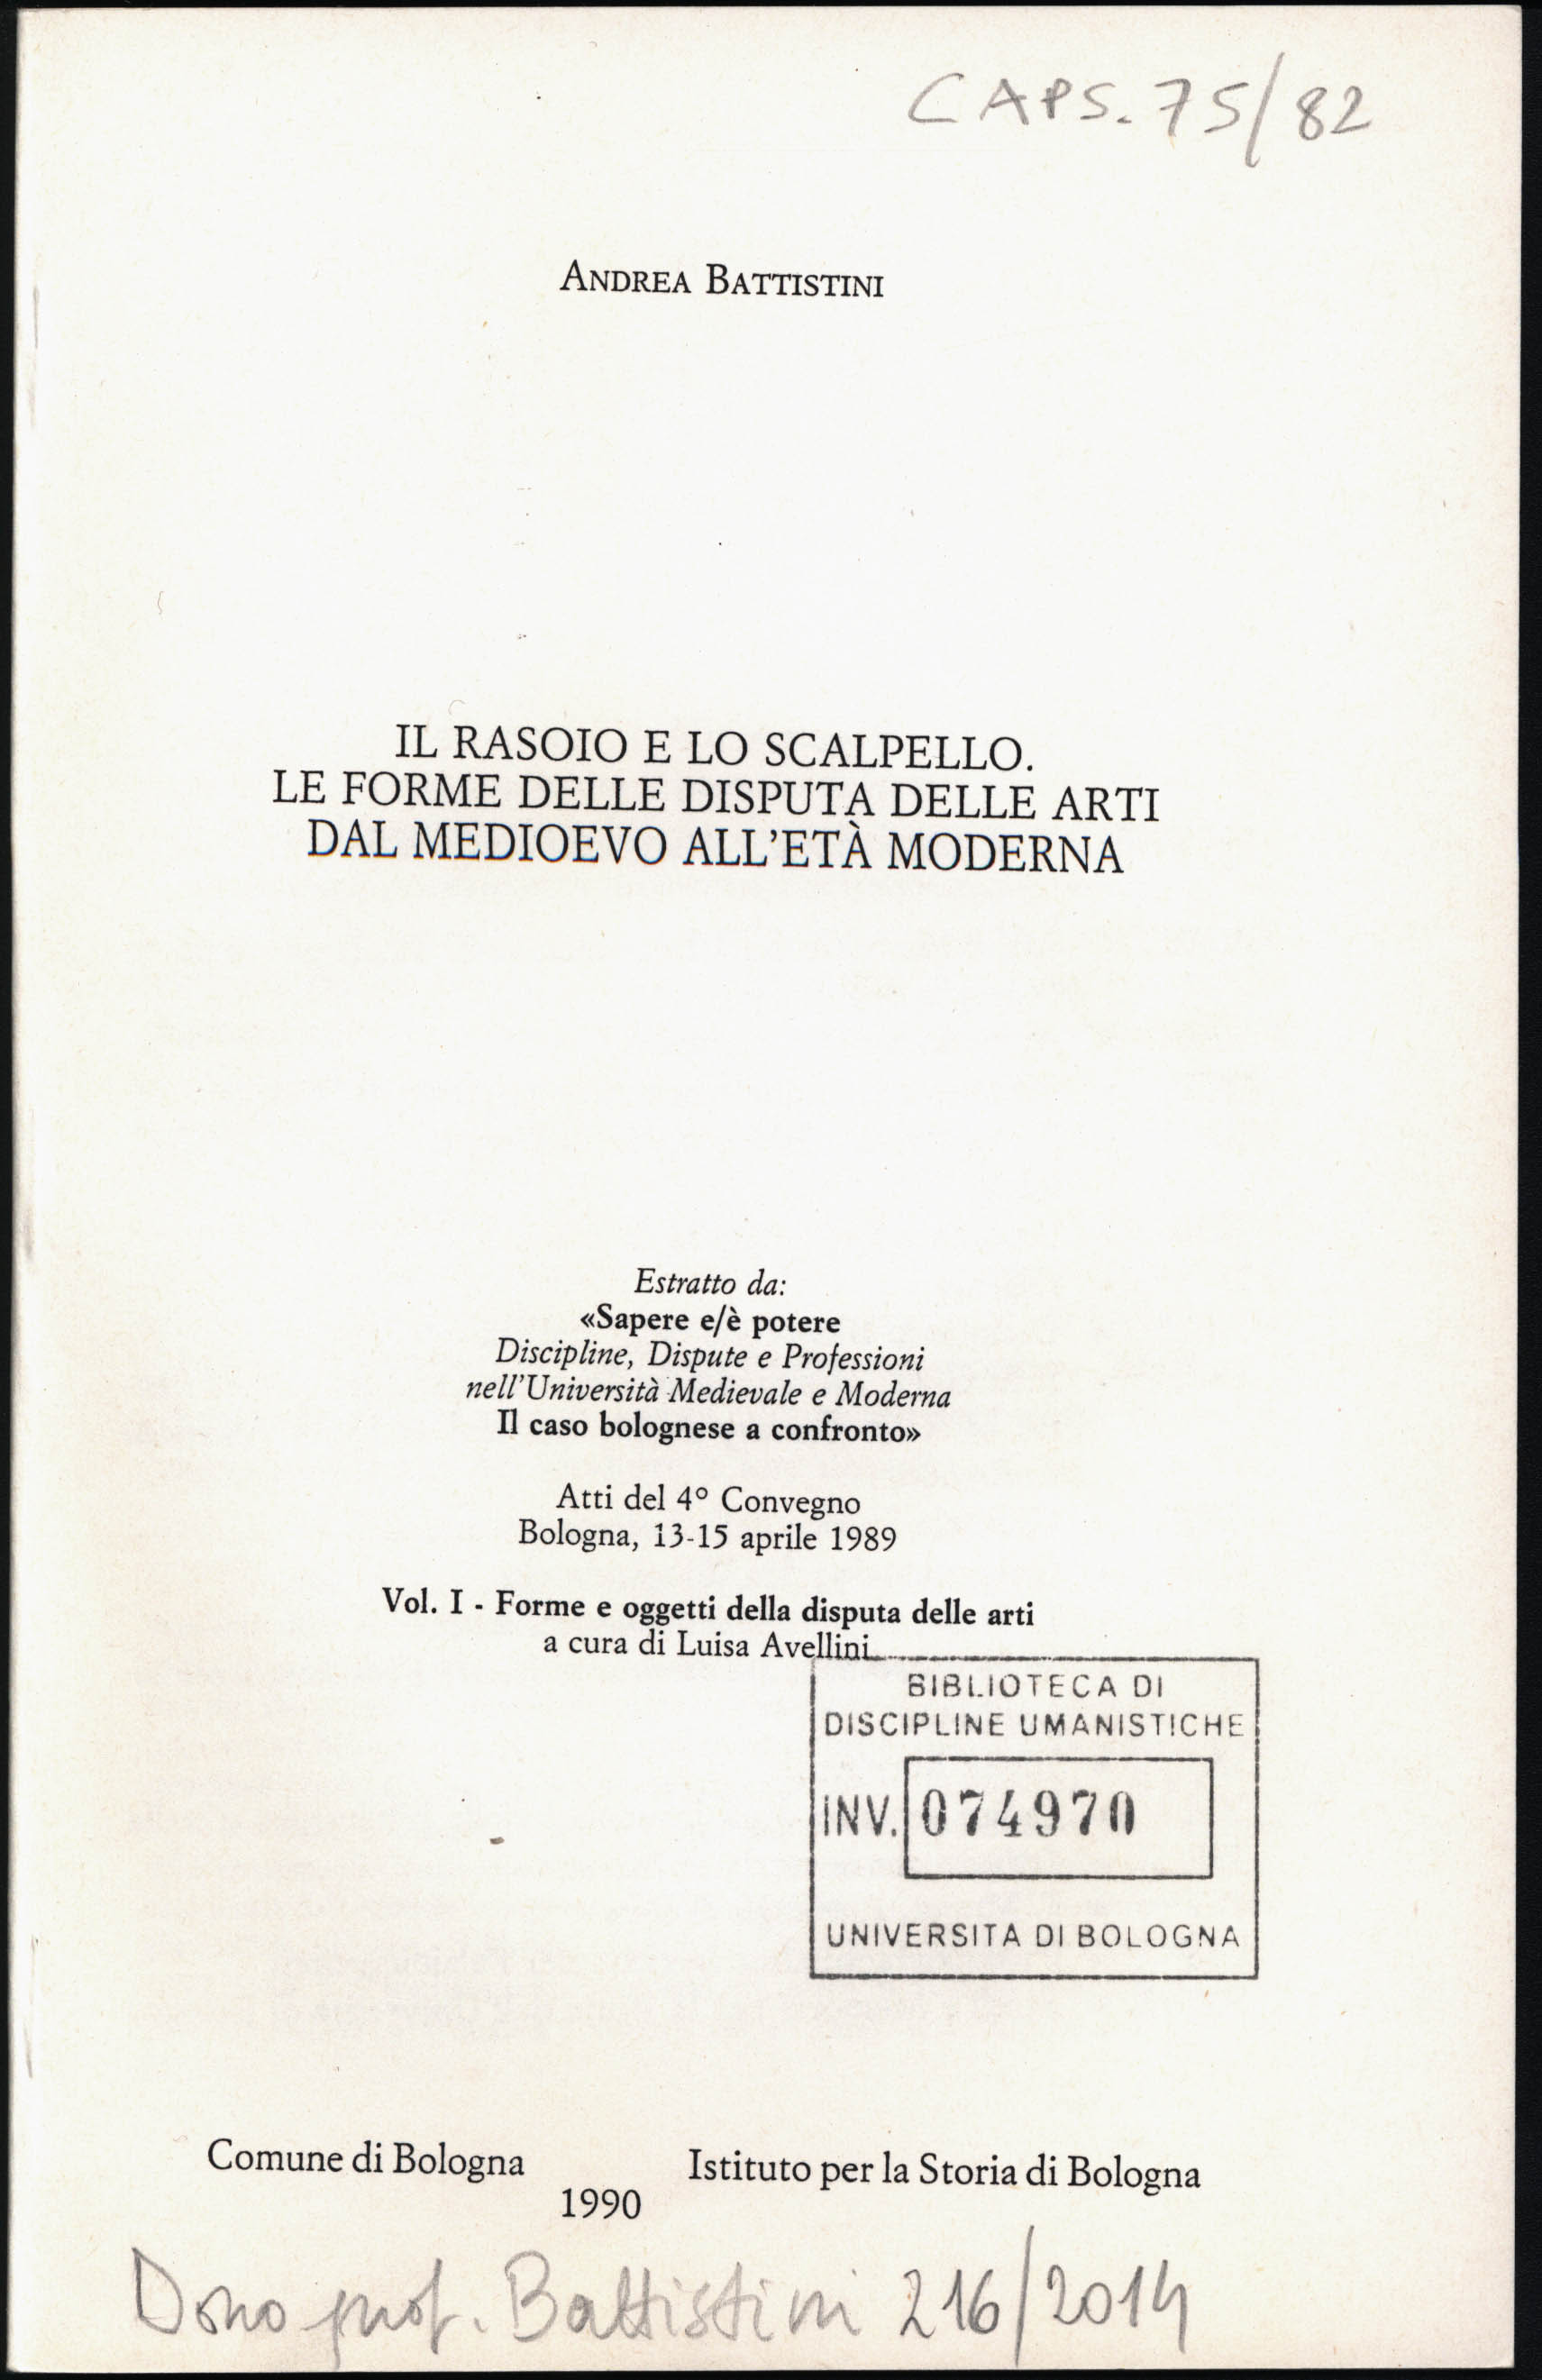 CAPS. 75/82
ANDREA BATTISTINI
IL RASOIO E LO SCALPELLO.
LE FORME DELLE DISPUTA DELLE ARTI
DAL MEDIOEVO ALL'ETÀ MODERNA
Estratto da:
«Sapere e/è potere
Discipline, Dispute e Professioni
nell'Università Medievale e Moderna
Il caso bolognese a confronto»
Atti del 4° Convegno
Bologna, 13-15 aprile 1989
Vol. I - Forme e oggetti della disputa delle arti
a cura di Luisa Avellini
BIBLIOTECA DI
DISCIPLINE UMANISTICHE
INV. 074970
UNIVERSITA DI BOLOGNA
Comune di Bologna
Istituto per la Storia di Bologna
1990
Dono prof. Battistini 216/2014